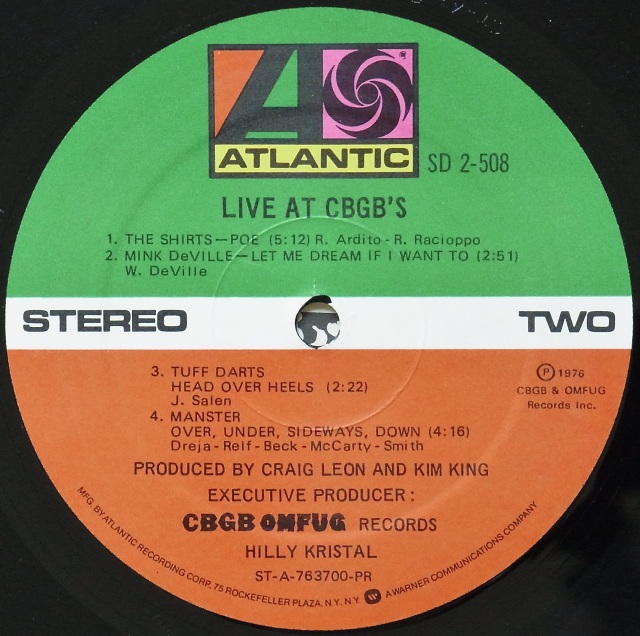 ATLANTIC
SD 2-508
LIVE AT CBGB'S
1. THE SHIRTS—POE (5:12) R. Ardito - R. Racioppo
2. MINK DeVILLE—LET ME DREAM IF I WANT TO (2:51)
W. DeVille
STEREO
TWO
3. TUFF DARTS
HEAD OVER HEELS (2:22)
J. Salen
4. MANSTER
OVER, UNDER, SIDEWAYS, DOWN (4:16)
Dreja - Relf - Beck - McCarty - Smith
℗ 1976
CBGB & OMFUG
Records Inc.
PRODUCED BY CRAIG LEON AND KIM KING
EXECUTIVE PRODUCER:
CBGB OMFUG RECORDS
HILLY KRISTAL
ST-A-763700-PR
MFG. BY ATLANTIC RECORDING CORP. 75 ROCKEFELLER PLAZA, N.Y. N.Y. A WARNER COMMUNICATIONS COMPANY